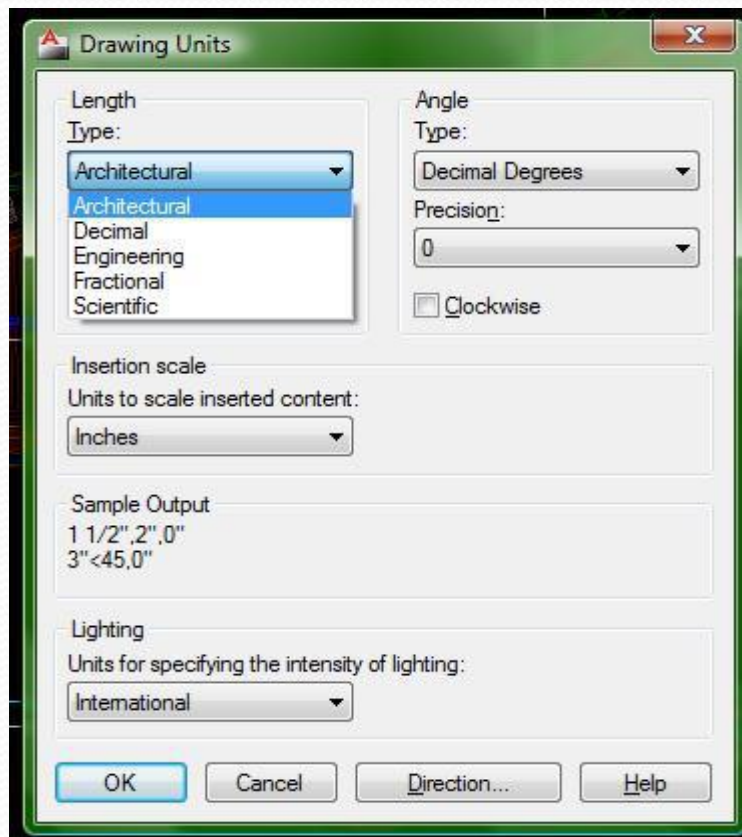 Drawing Units
Length
Type:
Architectural
Architectural
Decimal
Engineering
Fractional
Scientific
Angle
Type:
Decimal Degrees
Precision:
0
Clockwise
Insertion scale
Units to scale inserted content:
Inches
Sample Output
1 1/2",2",0"
3"<45,0"
Lighting
Units for specifying the intensity of lighting:
International
OK
Cancel
Direction...
Help